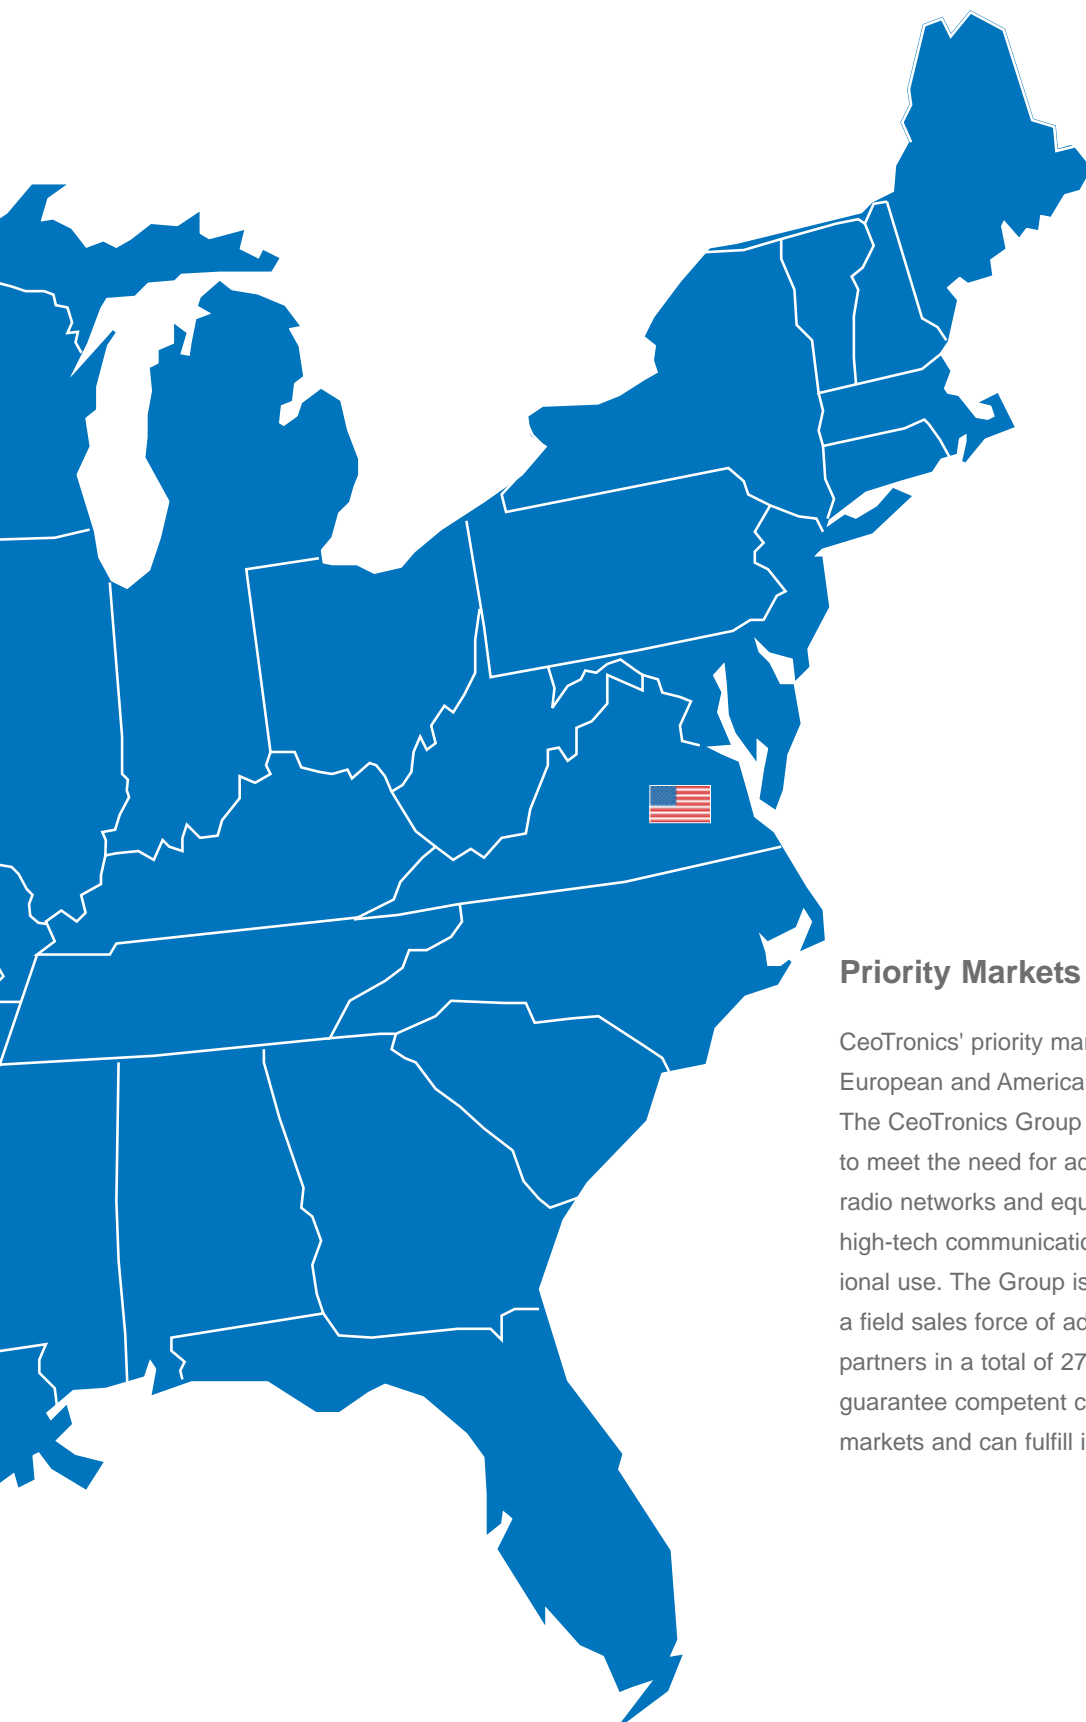 Priority Markets
CeoTronics' priority mar
European and America
The CeoTronics Group
to meet the need for ad
radio networks and equ
high-tech communicatio
ional use. The Group is
a field sales force of ad
partners in a total of 27
guarantee competent c
markets and can fulfill i